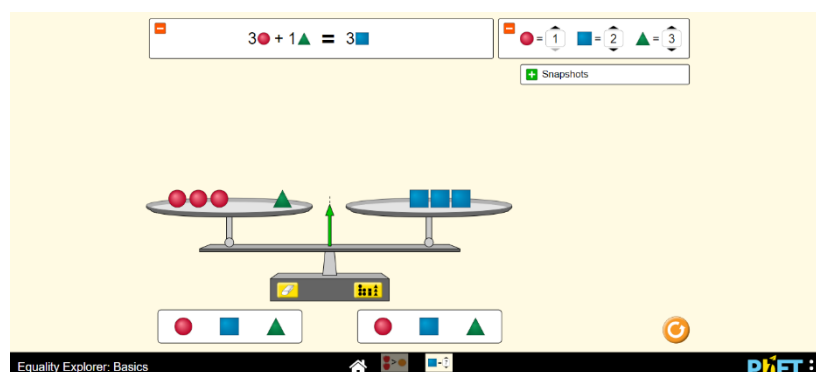 3 + 1 = 3
= 1 = 2 = 3
Snapshots
Equality Explorer: Basics
PhET